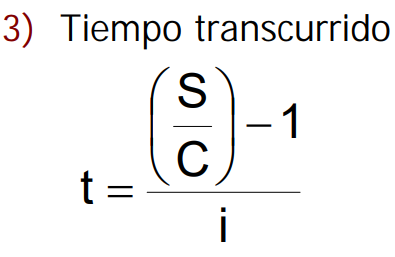 3) Tiempo transcurrido
t = ((S/C) − 1)/i